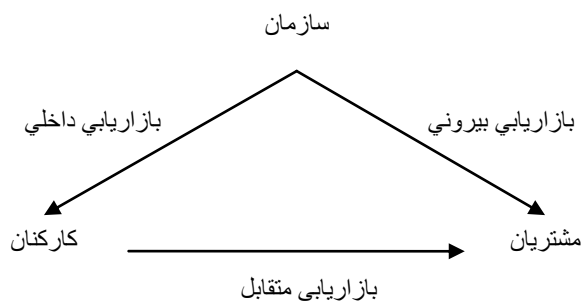 سازمان
بازاريابي بيروني
بازاريابي داخلي
مشتريان
كاركنان
بازاريابي متقابل